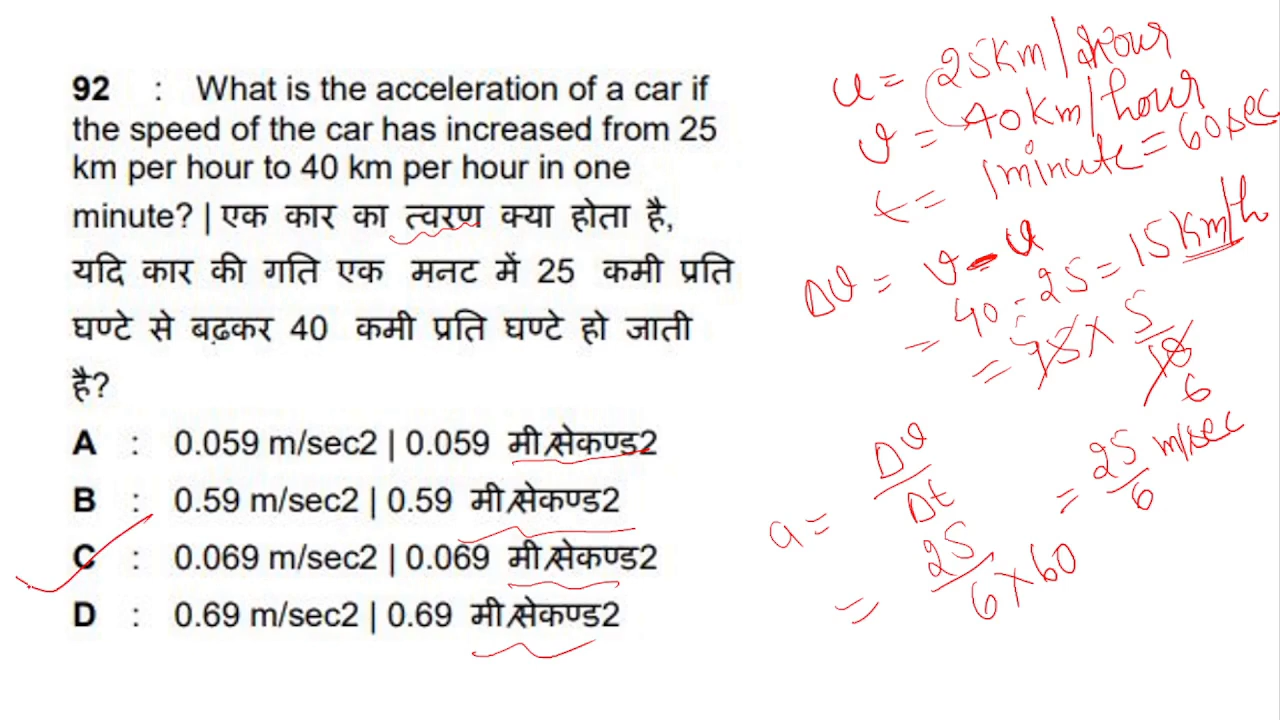 92 : What is the acceleration of a car if
the speed of the car has increased from 25
km per hour to 40 km per hour in one
minute? | एक कार का त्वरण क्या होता है,
यदि कार की गति एक मनट में 25 कमी प्रति
घण्टे से बढ़कर 40 कमी प्रति घण्टे हो जाती
है?
A : 0.059 m/sec2 | 0.059 मी/सेकण्ड2
B : 0.59 m/sec2 | 0.59 मी/सेकण्ड2
C : 0.069 m/sec2 | 0.069 मी/सेकण्ड2
D : 0.69 m/sec2 | 0.69 मी/सेकण्ड2
u = 25km/hour
v = 40km/hour
t = 1minute = 60sec
Δv = v - u
= 40 - 25 = 15 km/h
= 15 x 5/18
5
6
= 25/6 m/sec
a = Δv/Δt
= 25/6x60